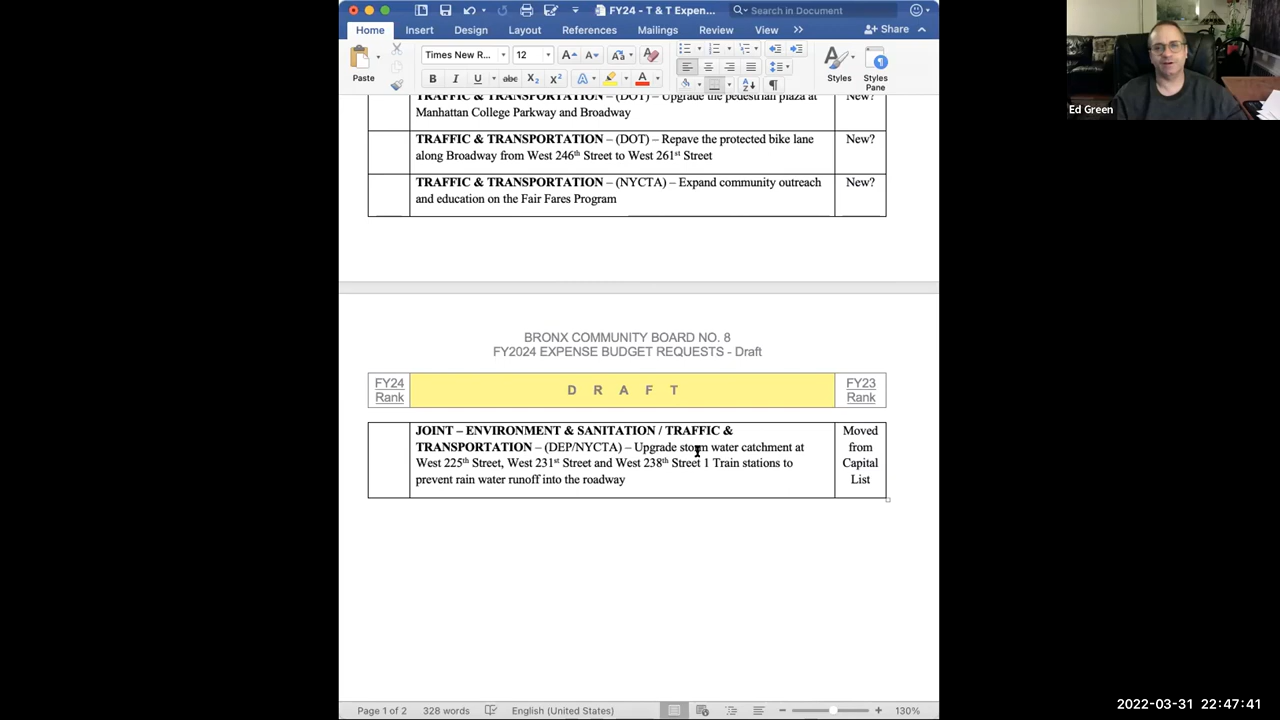 FY24 - T & T Expen...
Search in Document
Home Insert Draw Design Layout References Mailings Review View >> Share
Paste
Times New R... 12
Styles
Styles Pane
TRAFFIC & TRANSPORTATION – (DOT) – Upgrade the pedestrian plaza at New?
Manhattan College Parkway and Broadway
TRAFFIC & TRANSPORTATION – (DOT) – Repave the protected bike lane New?
along Broadway from West 246th Street to West 261st Street
TRAFFIC & TRANSPORTATION – (NYCTA) – Expand community outreach New?
and education on the Fair Fares Program
BRONX COMMUNITY BOARD NO. 8
FY2024 EXPENSE BUDGET REQUESTS - Draft
FY24 Rank
D R A F T
FY23 Rank
JOINT – ENVIRONMENT & SANITATION / TRAFFIC & Moved
TRANSPORTATION – (DEP/NYCTA) – Upgrade storm water catchment at from
West 225th Street, West 231st Street and West 238th Street 1 Train stations to Capital
prevent rain water runoff into the roadway List
Page 1 of 2 328 words English (United States) 130%
Ed Green
2022-03-31 22:47:41